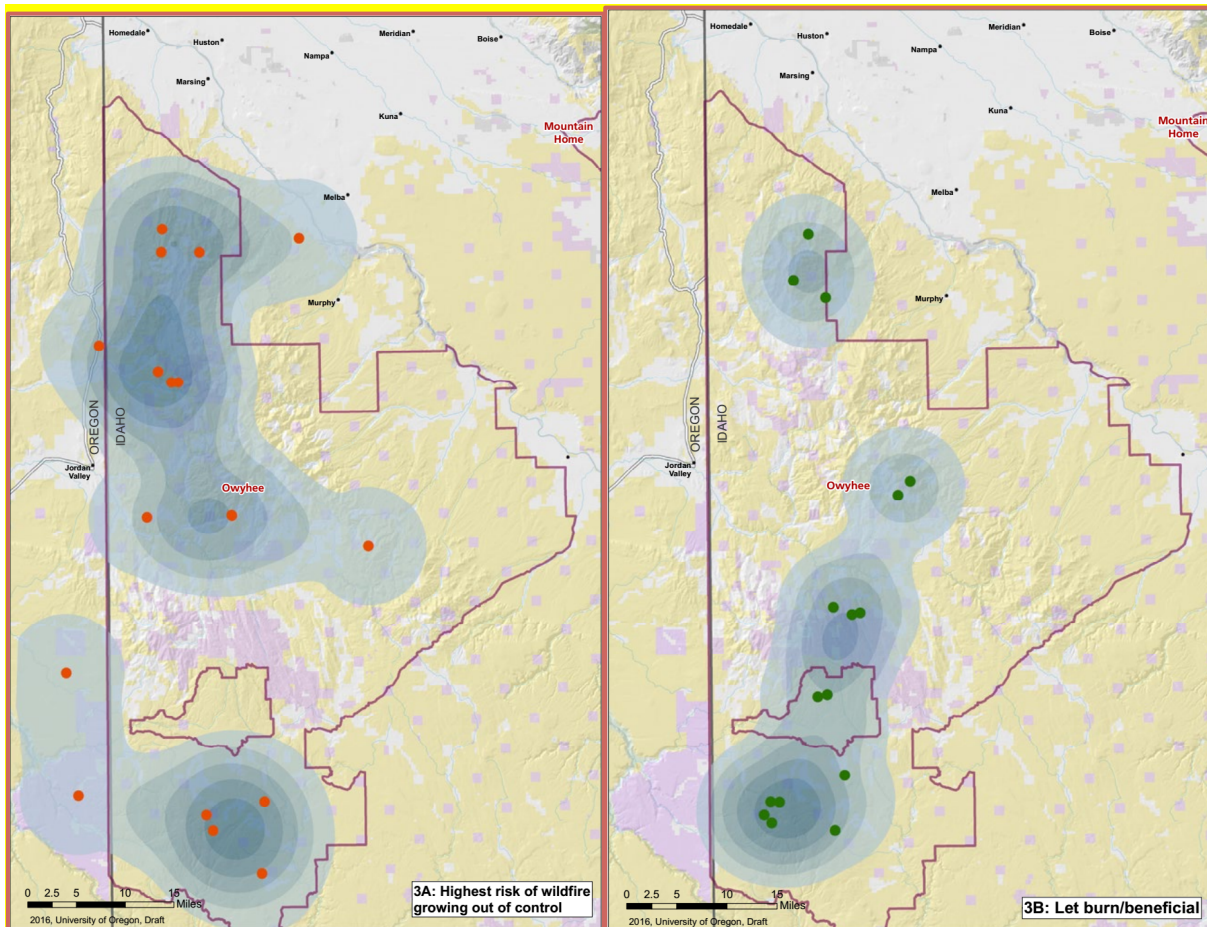 Homedale
Huston
Marsing
Nampa
Meridian
Boise
Kuna
Mountain
Home
Melba
Murphy
OREGON
IDAHO
Jordan
Valley
Owyhee
0 2.5 5 10 15
Miles
2016, University of Oregon, Draft
3A: Highest risk of wildfire
growing out of control
Homedale
Huston
Marsing
Nampa
Meridian
Boise
Kuna
Mountain
Home
Melba
Murphy
OREGON
IDAHO
Jordan
Valley
Owyhee
0 2.5 5 10 15
Miles
2016, University of Oregon, Draft
3B: Let burn/beneficial